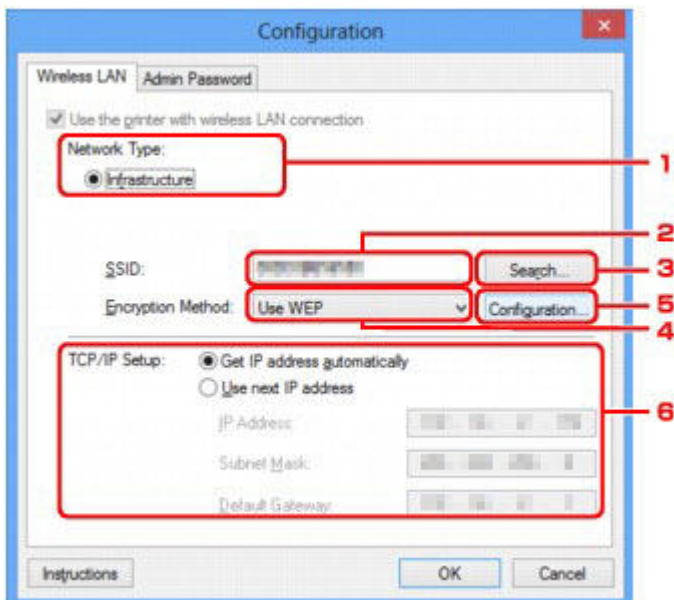 Configuration
Wireless LAN Admin Password
Use the printer with wireless LAN connection
Network Type:
1
Infrastructure
2
SSID: Search... 3
Encryption Method: Use WEP Configuration... 5
4
TCP/IP Setup: Get IP address automatically
Use next IP address
6
IP Address:
Subnet Mask:
Default Gateway:
Instructions OK Cancel